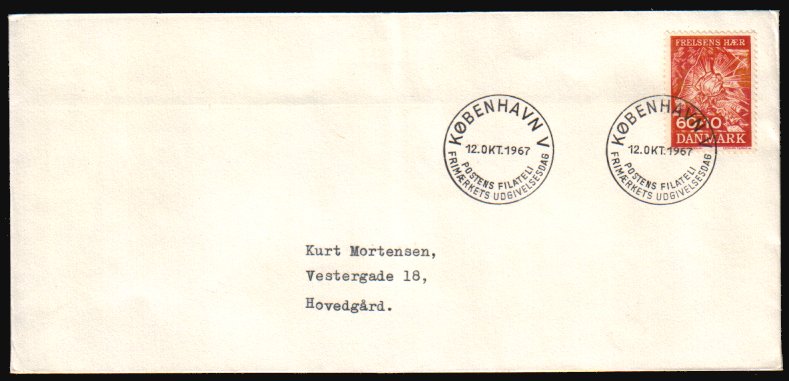 FRELSENS HÆR
60+10
DANMARK
KØBENHAVN V
12.OKT.1967
POSTENS FILATELI
FRIMÆRKETS UDGIVELSESDAG
KØBENHAVN V
12.OKT.1967
POSTENS FILATELI
FRIMÆRKETS UDGIVELSESDAG
Kurt Mortensen,
Vestergade 18,
Hovedgård.